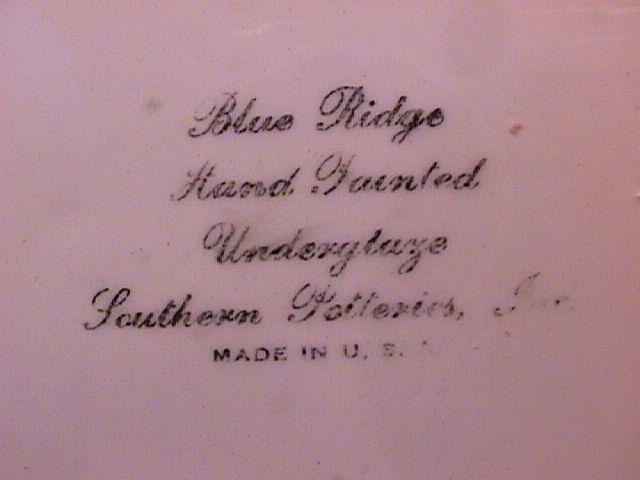 Blue Ridge
Hand Painted
Underglaze
Southern Potteries, Inc.
MADE IN U. S.